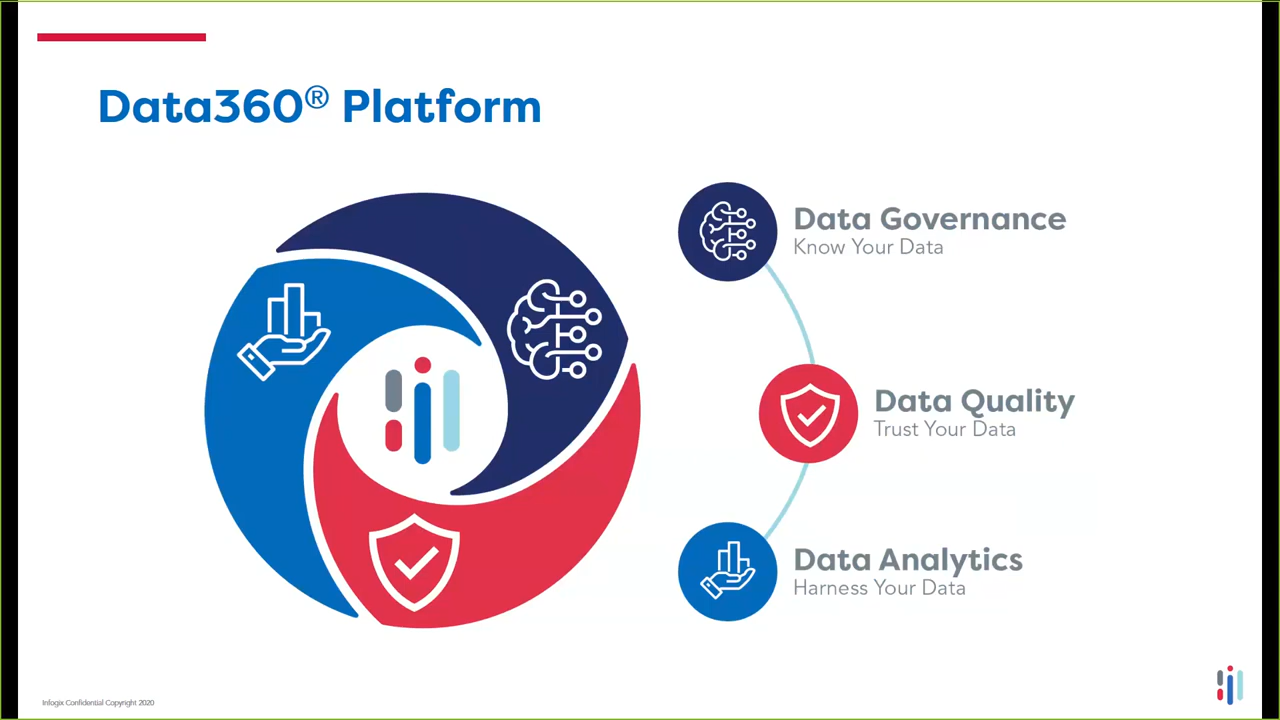 Data360® Platform
Data Governance
Know Your Data
Data Quality
Trust Your Data
Data Analytics
Harness Your Data
Infogix Confidential Copyright 2020